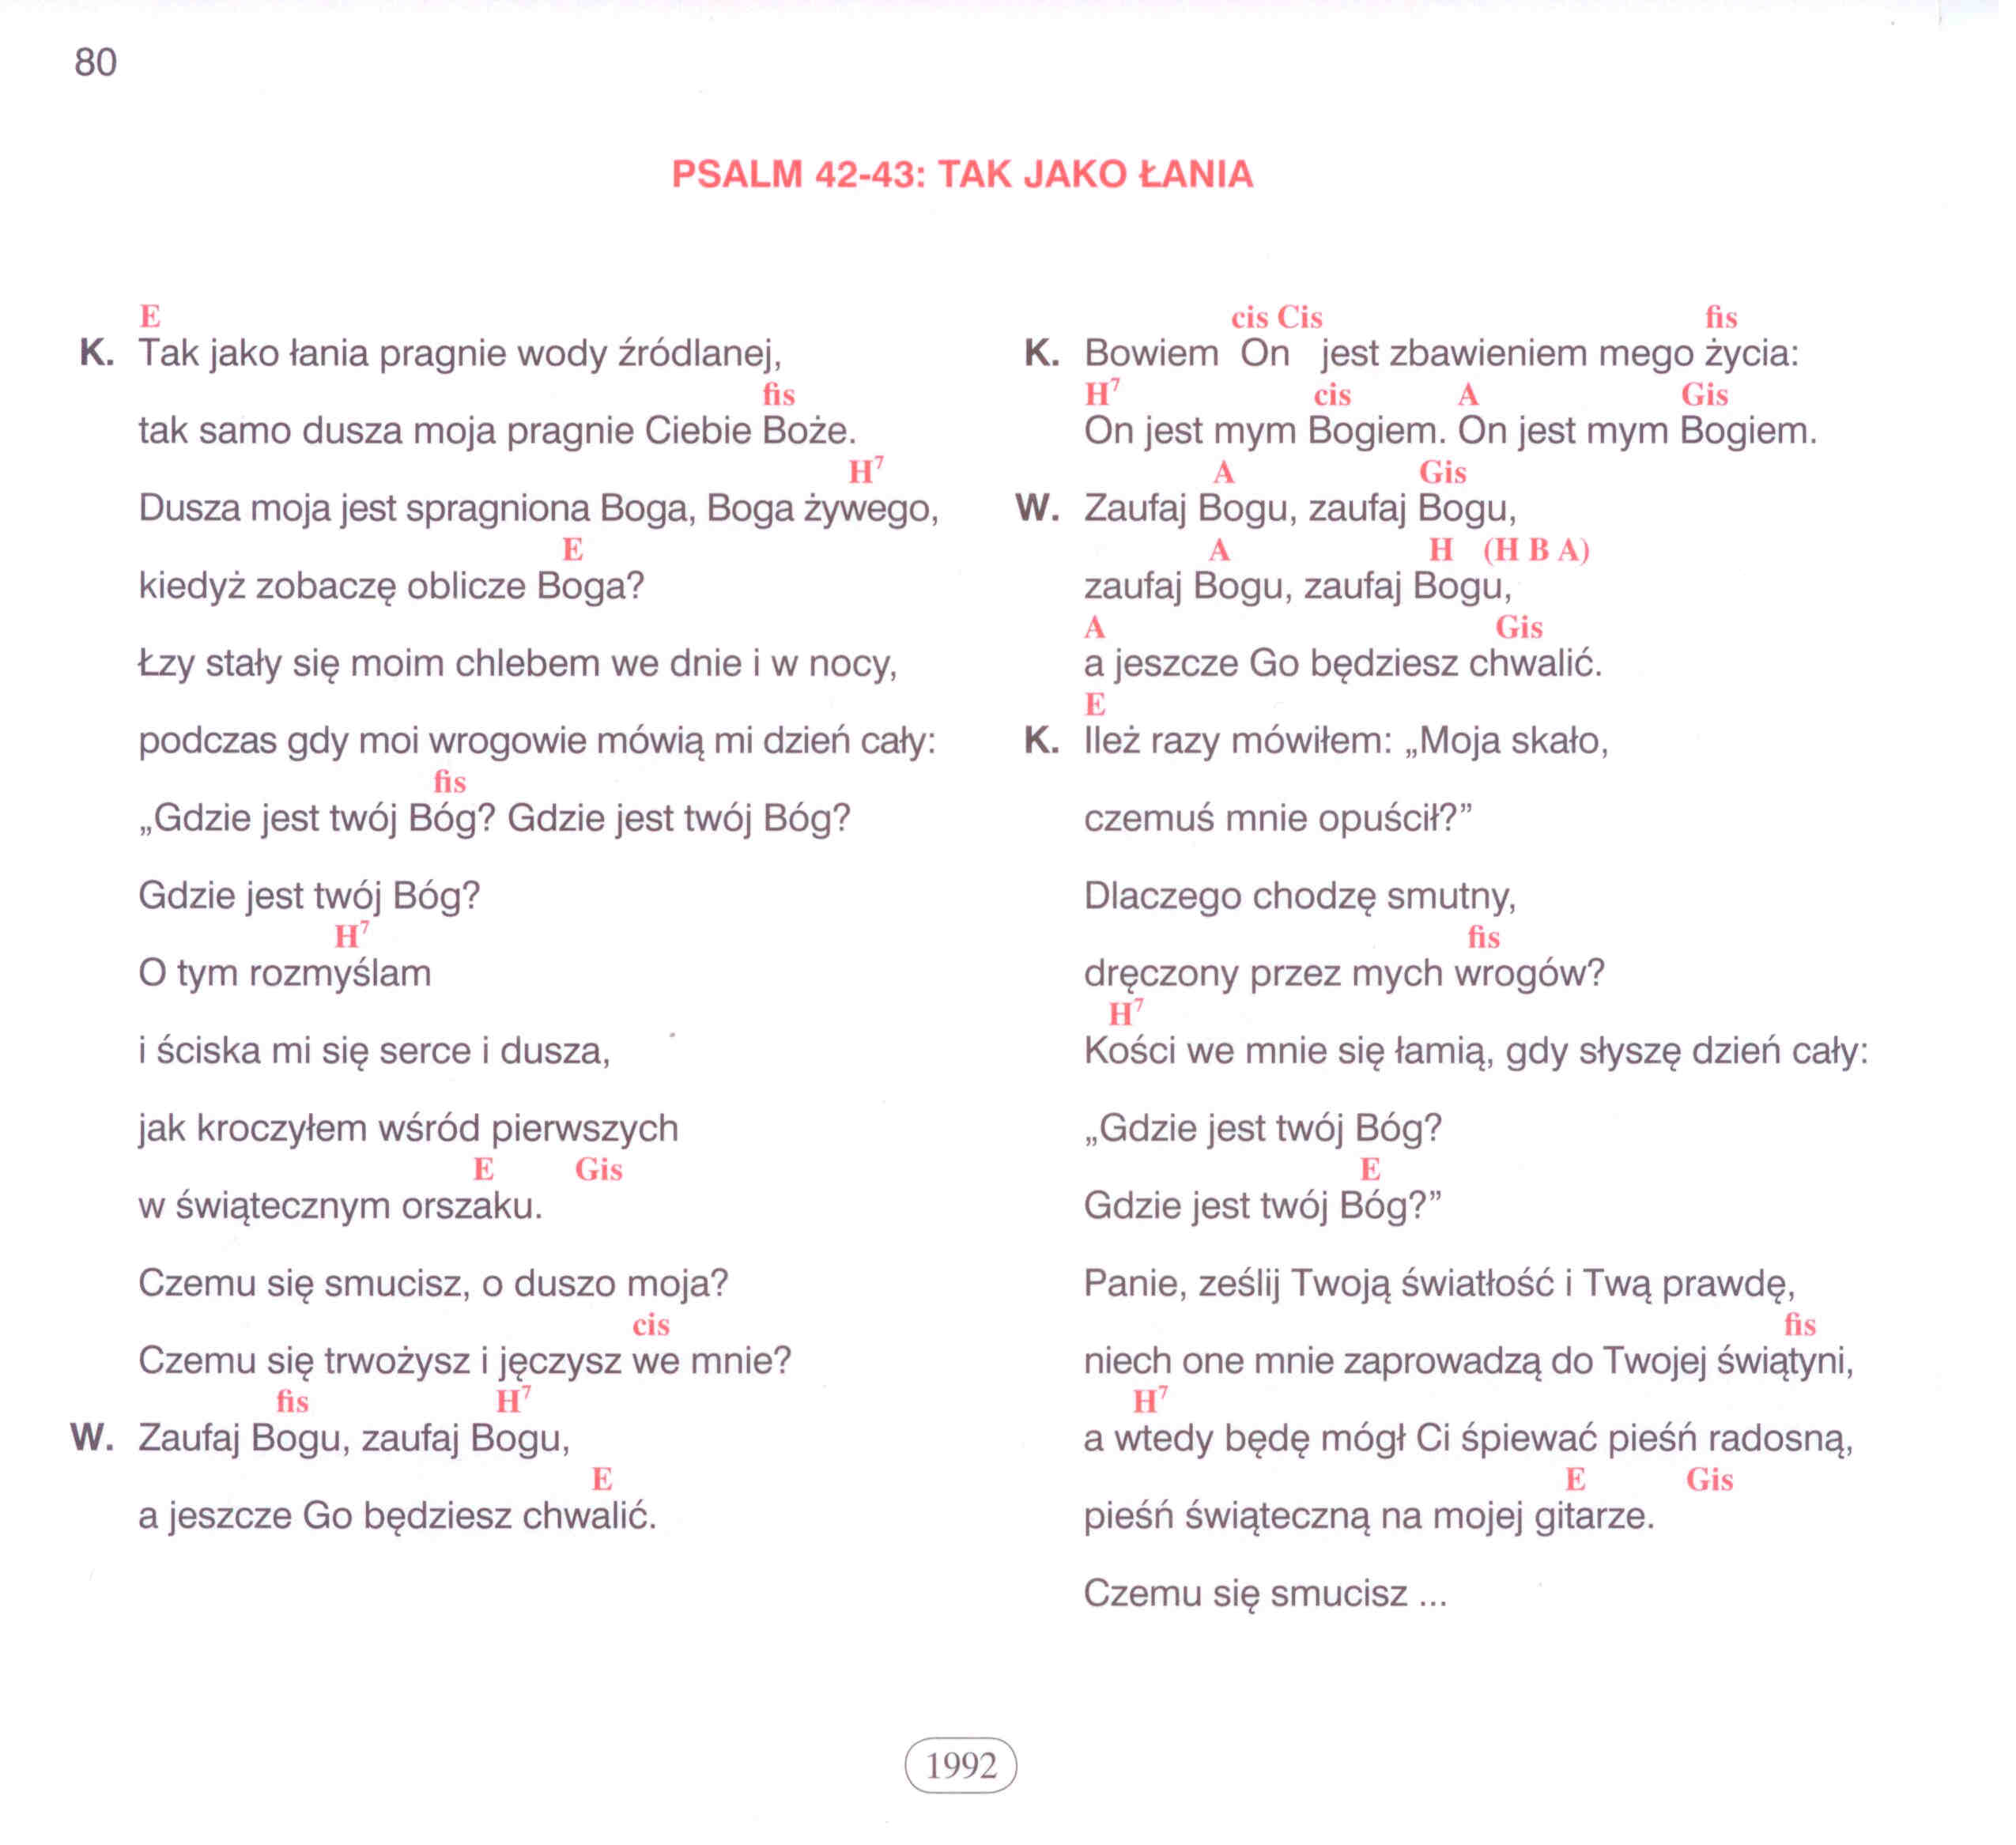 80
PSALM 42-43: TAK JAKO ŁANIA
E
K. Tak jako łania pragnie wody źródlanej,
fis
tak samo dusza moja pragnie Ciebie Boże.
H7
Dusza moja jest spragniona Boga, Boga żywego,
E
kiedyż zobaczę oblicze Boga?
Łzy stały się moim chlebem we dnie i w nocy,
podczas gdy moi wrogowie mówią mi dzień cały:
fis
„Gdzie jest twój Bóg? Gdzie jest twój Bóg?
Gdzie jest twój Bóg?
H7
O tym rozmyślam
i ściska mi się serce i dusza,
jak kroczyłem wśród pierwszych
E Gis
w świątecznym orszaku.
Czemu się smucisz, o duszo moja?
cis
Czemu się trwożysz i jęczysz we mnie?
fis H7
W. Zaufaj Bogu, zaufaj Bogu,
E
a jeszcze Go będziesz chwalić.
cis Cis fis
K. Bowiem On jest zbawieniem mego życia:
H7 cis A Gis
On jest mym Bogiem. On jest mym Bogiem.
A Gis
W. Zaufaj Bogu, zaufaj Bogu,
A H (H B A)
zaufaj Bogu, zaufaj Bogu,
A Gis
a jeszcze Go będziesz chwalić.
E
K. Ileż razy mówiłem: „Moja skało,
czemuś mnie opuścił?”
Dlaczego chodzę smutny,
fis
dręczony przez mych wrogów?
H7
Kości we mnie się łamią, gdy słyszę dzień cały:
„Gdzie jest twój Bóg?
E
Gdzie jest twój Bóg?”
Panie, ześlij Twoją światłość i Twą prawdę,
fis
niech one mnie zaprowadzą do Twojej świątyni,
H7
a wtedy będę mógł Ci śpiewać pieśń radosną,
E Gis
pieśń świąteczną na mojej gitarze.
Czemu się smucisz ...
1992